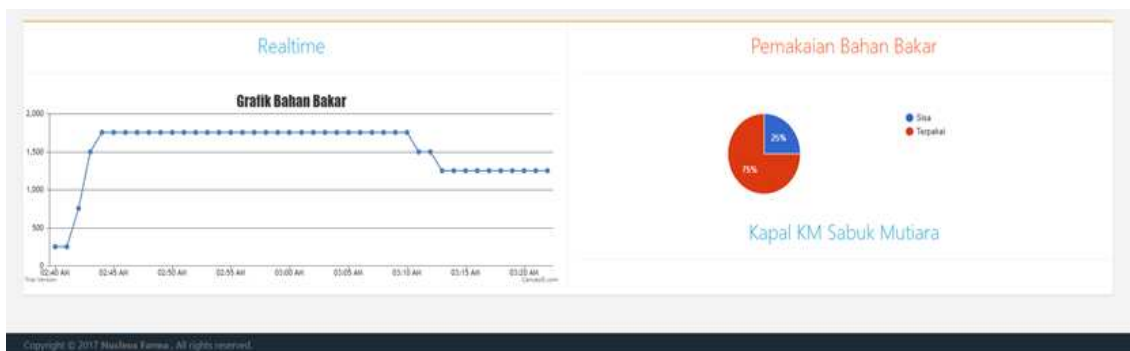 Realtime
Pemakaian Bahan Bakar
Grafik Bahan Bakar
2,000
1,500
1,000
500
0
02:40 AM 02:45 AM 02:50 AM 02:55 AM 03:00 AM 03:05 AM 03:10 AM 03:15 AM 03:20 AM
Trial Version
CanvasJS.com
25%
75%
Sisa
Terpakai
Kapal KM Sabuk Mutiara
Copyright © 2017 . All rights reserved.